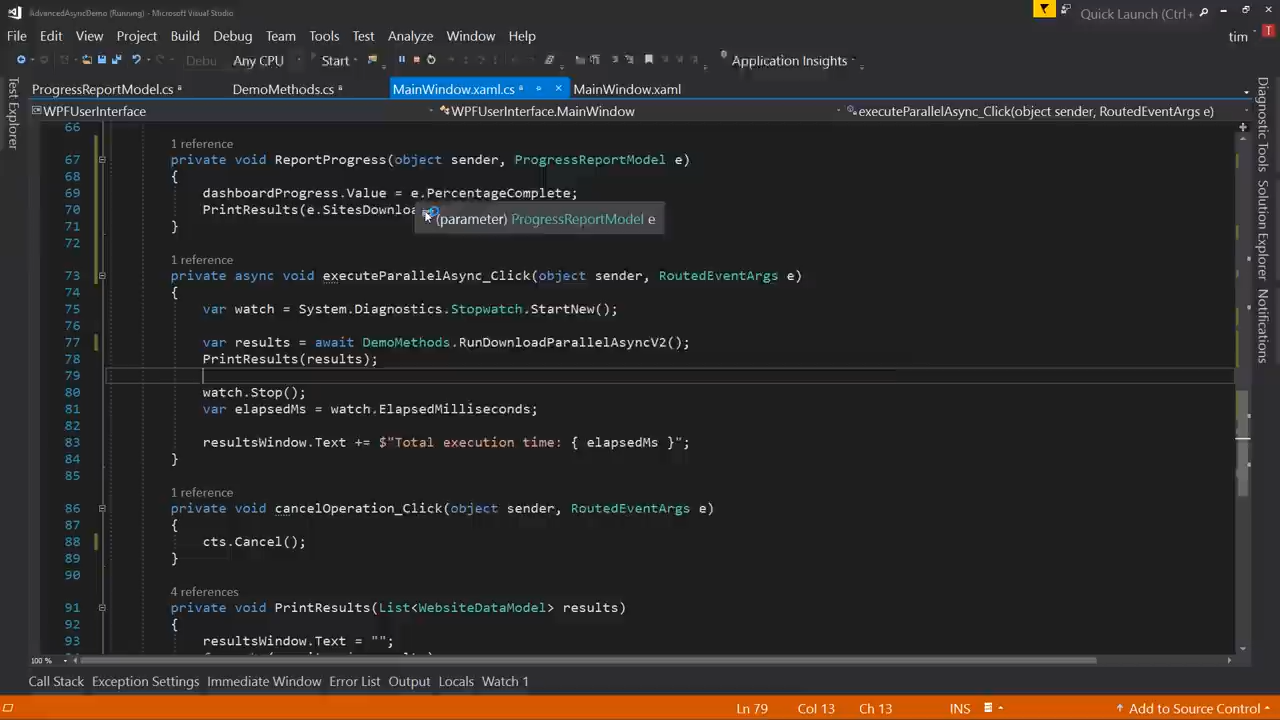 AdvancedAsyncDemo (Running) - Microsoft Visual Studio
Quick Launch (Ctrl+
File Edit View Project Build Debug Team Tools Test Analyze Window Help
tim T
Debug Any CPU Start Application Insights
ProgressReportModel.cs DemoMethods.cs MainWindow.xaml.cs MainWindow.xaml
WPFUserInterface WPFUserInterface.MainWindow executeParallelAsync_Click(object sender, RoutedEventArgs e)
Test Explorer
Diagnostic Tools
Solution Explorer
Notifications
66
1 reference
67 private void ReportProgress(object sender, ProgressReportModel e)
68 {
69 dashboardProgress.Value = e.PercentageComplete;
70 PrintResults(e.SitesDownloa
(parameter) ProgressReportModel e
71 }
72
1 reference
73 private async void executeParallelAsync_Click(object sender, RoutedEventArgs e)
74 {
75 var watch = System.Diagnostics.Stopwatch.StartNew();
76
77 var results = await DemoMethods.RunDownloadParallelAsyncV2();
78 PrintResults(results);
79
80 watch.Stop();
81 var elapsedMs = watch.ElapsedMilliseconds;
82
83 resultsWindow.Text += $"Total execution time: { elapsedMs }";
84 }
85
1 reference
86 private void cancelOperation_Click(object sender, RoutedEventArgs e)
87 {
88 cts.Cancel();
89 }
90
4 references
91 private void PrintResults(List<WebsiteDataModel> results)
92 {
93 resultsWindow.Text = "";
100 %
Call Stack Exception Settings Immediate Window Error List Output Locals Watch 1
Ln 79 Col 13 Ch 13 INS Add to Source Control